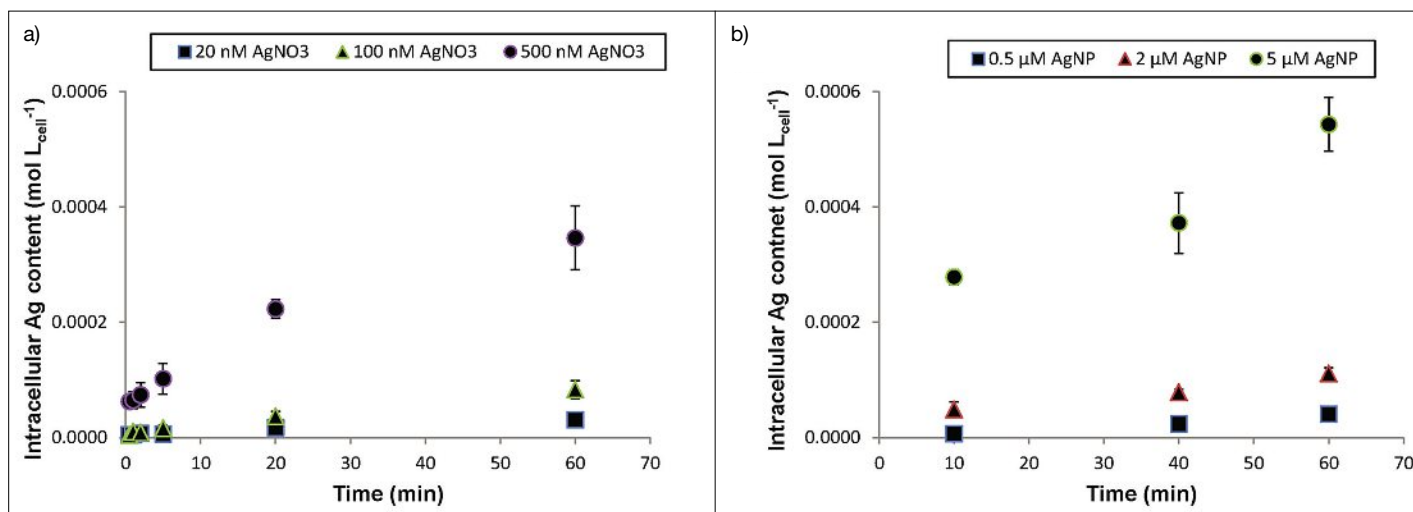 a)
20 nM AgNO3 100 nM AgNO3 500 nM AgNO3
Intracellular Ag content (mol L_cell^-1)
0.0006
0.0004
0.0002
0.0000
0 10 20 30 40 50 60 70
Time (min)
b)
0.5 µM AgNP 2 µM AgNP 5 µM AgNP
Intracellular Ag contnet (mol L_cell^-1)
0.0006
0.0004
0.0002
0.0000
0 10 20 30 40 50 60 70
Time (min)